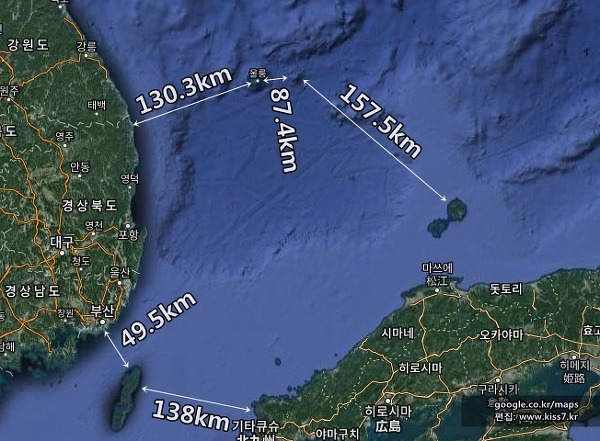 강원도
강릉
원주
태백
영주
안동
영덕
경상북도
영천
포항
대구
청도
울산
경상남도
창원
부산
남해
울릉
130.3km
87.4km
157.5km
49.5km
138km
마쓰에
松江
돗토리
시마네
오카야마
히로시마
히메지
姫路
구라시키
히로시마
広島
기타큐슈
北九州
야마구치
google.co.kr/maps
편집: www.kiss7.kr